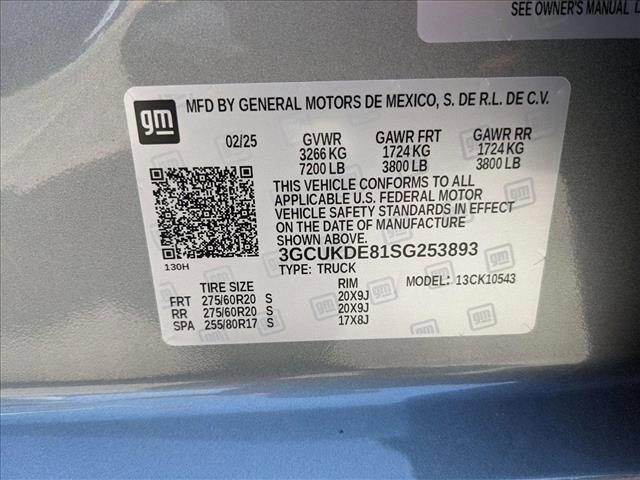 SEE OWNER'S MANUAL
gm
MFD BY GENERAL MOTORS DE MEXICO, S. DE R.L. DE C.V.
02/25 GVWR GAWR FRT GAWR RR
3266 KG 1724 KG 1724 KG
7200 LB 3800 LB 3800 LB
THIS VEHICLE CONFORMS TO ALL
APPLICABLE U.S. FEDERAL MOTOR
VEHICLE SAFETY STANDARDS IN EFFECT
ON THE DATE OF MANUFACTURE
SHOWN ABOVE.
130H
3GCUKDE81SG253893
TYPE: TRUCK MODEL: 13CK10543
TIRE SIZE RIM
FRT 275/60R20 S 20X9J
RR 275/60R20 S 20X9J
SPA 255/80R17 S 17X8J